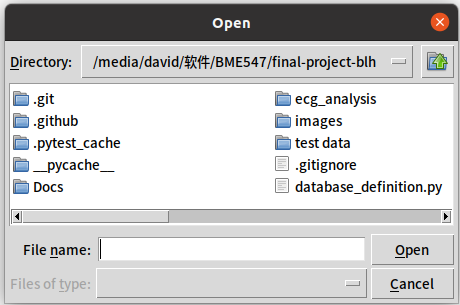 Open
Directory: /media/david/软件/BME547/final-project-blh
.git
.github
.pytest_cache
__pycache__
Docs
ecg_analysis
images
test data
.gitignore
database_definition.py
File name: Open
Files of type: Cancel